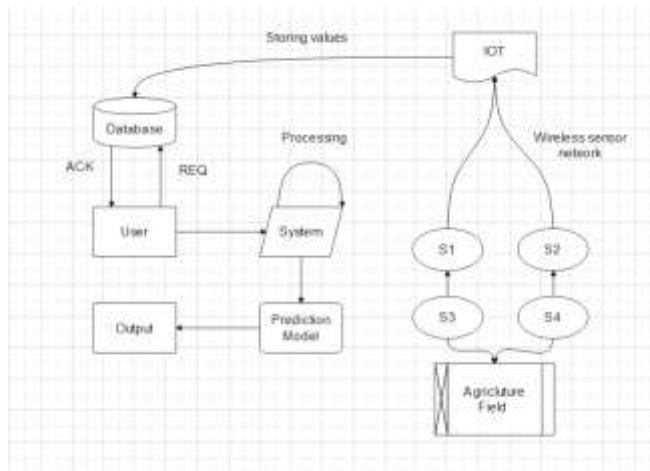 Storing values
IOT
Database
Processing
Wireless sensor
network
ACK
REQ
User
System
S1
S2
Output
Prediction
Model
S3
S4
Agricluture
Field